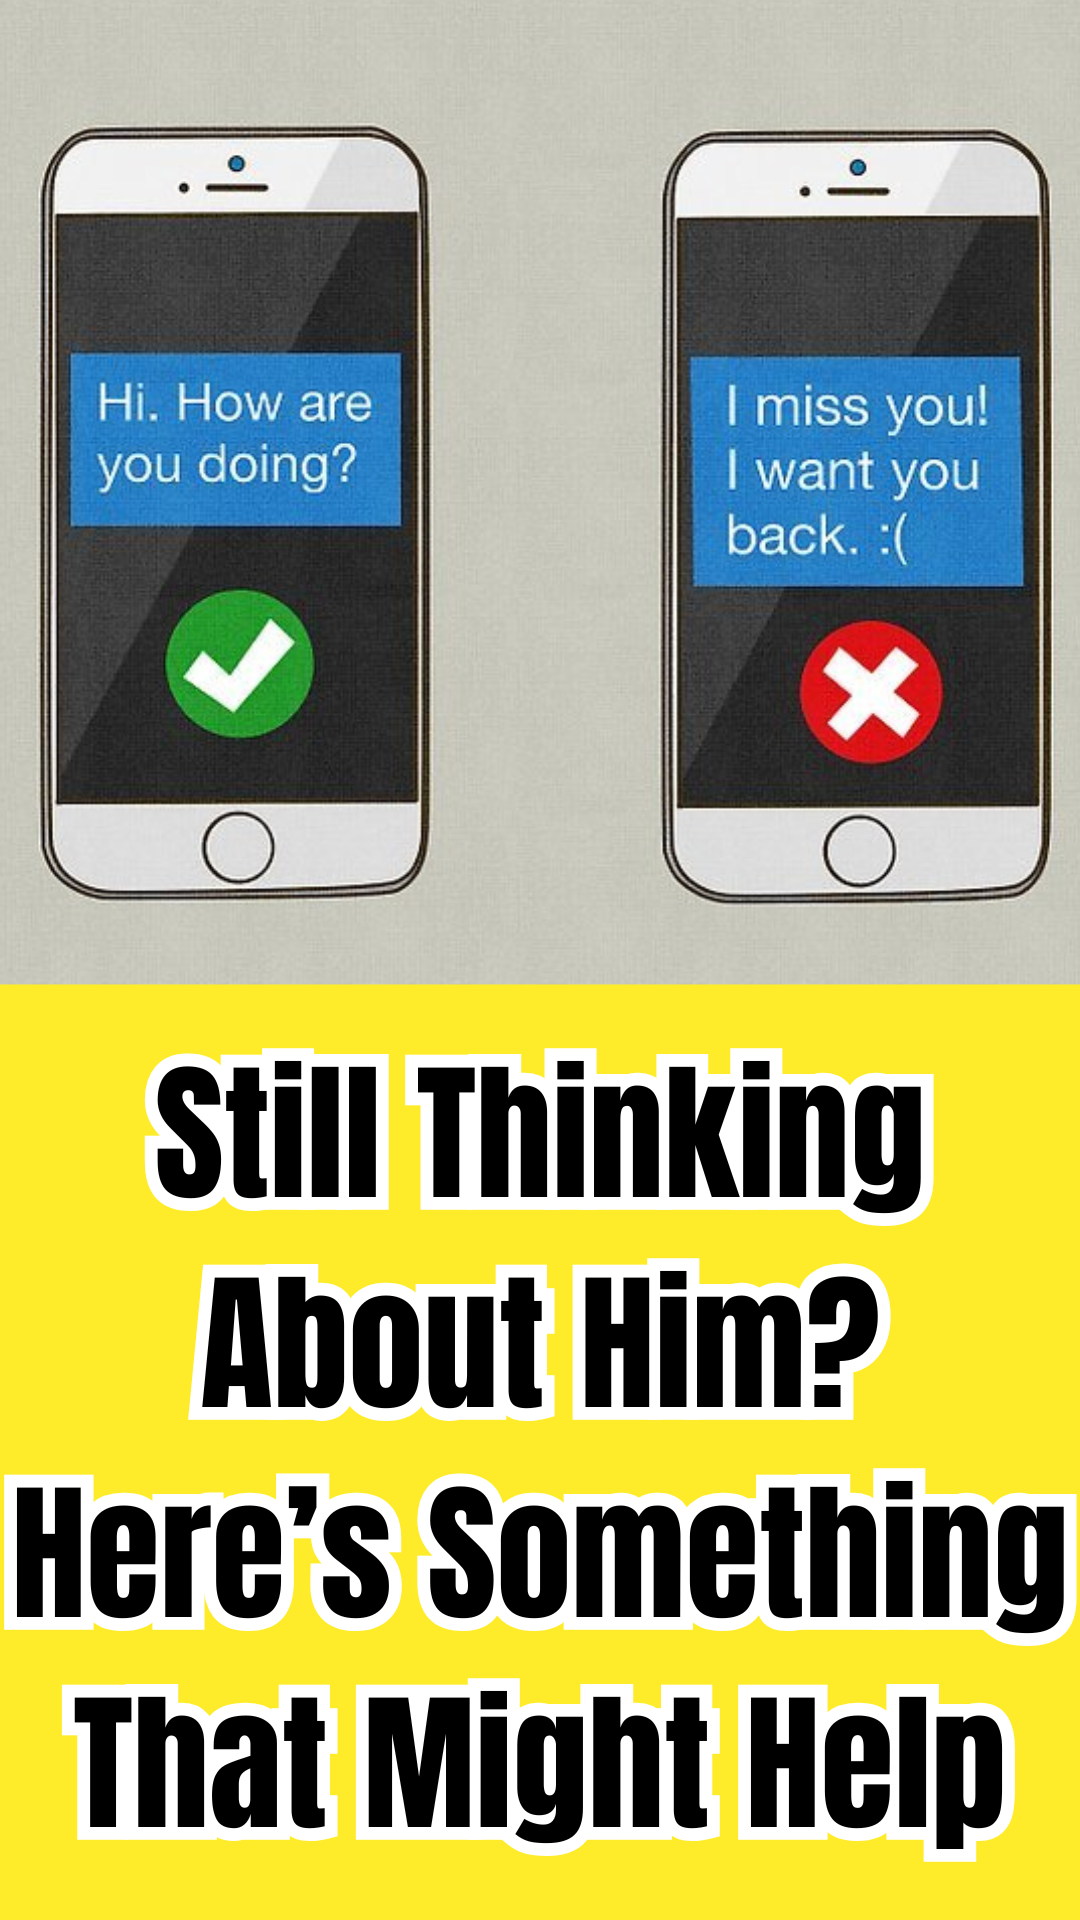 Hi. How are
you doing?
I miss you!
I want you
back. :(
Still Thinking
About Him?
Here’s Something
That Might Help